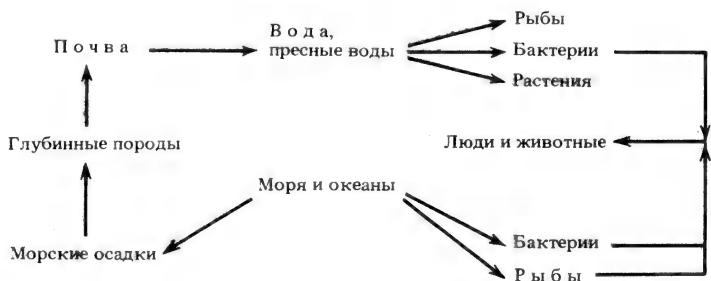 Рыбы
Почва
Вода,
пресные воды
Бактерии
Растения
Глубинные породы
Люди и животные
Моря и океаны
Морские осадки
Бактерии
Рыбы